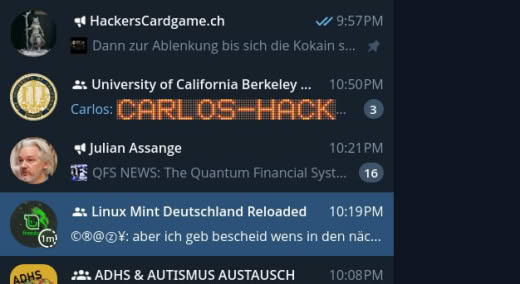 HackersCardgame.ch 9:57PM
Dann zur Ablenkung bis sich die Kokain s...
University of California Berkeley ... 10:50PM
Carlos: CARLOS-HACK... 3
Julian Assange 10:21PM
QFS QFS NEWS: The Quantum Financial Syst... 16
Linux Mint Deutschland Reloaded 10:19PM
1m
©®@②¥: aber ich geb bescheid wens in den näc...
ADHS
ADHS & AUTISMUS AUSTAUSCH 10:08PM